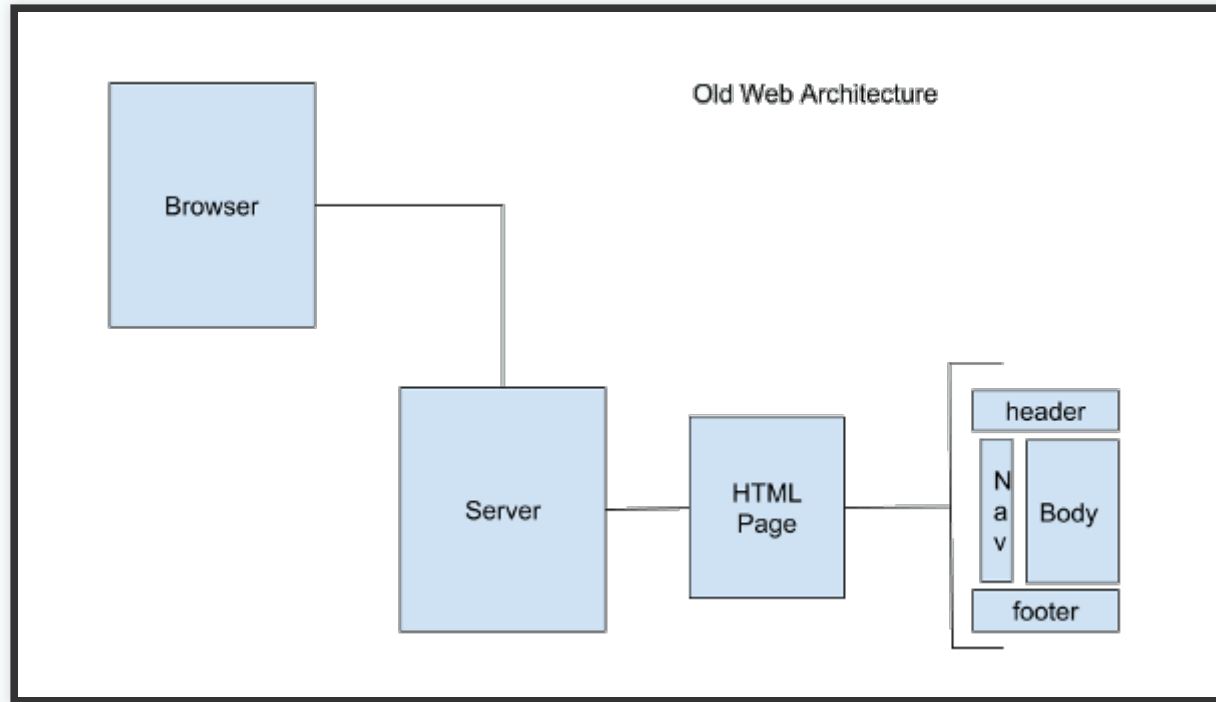 Old Web Architecture
Browser
Server
HTML
Page
header
N
a
v
Body
footer